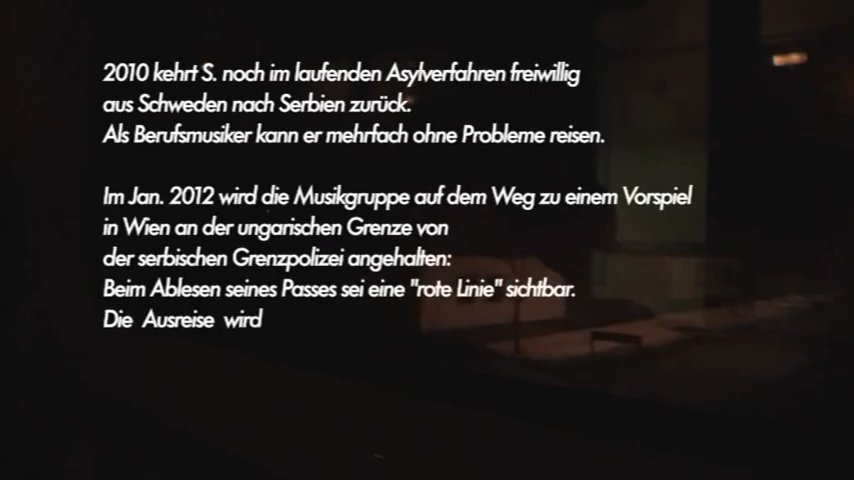 2010 kehrt S. noch im laufenden Asylverfahren freiwillig
aus Schweden nach Serbien zurück.
Als Berufsmusiker kann er mehrfach ohne Probleme reisen.
Im Jan. 2012 wird die Musikgruppe auf dem Weg zu einem Vorspiel
in Wien an der ungarischen Grenze von
der serbischen Grenzpolizei angehalten:
Beim Ablesen seines Passes sei eine "rote Linie" sichtbar.
Die Ausreise wird